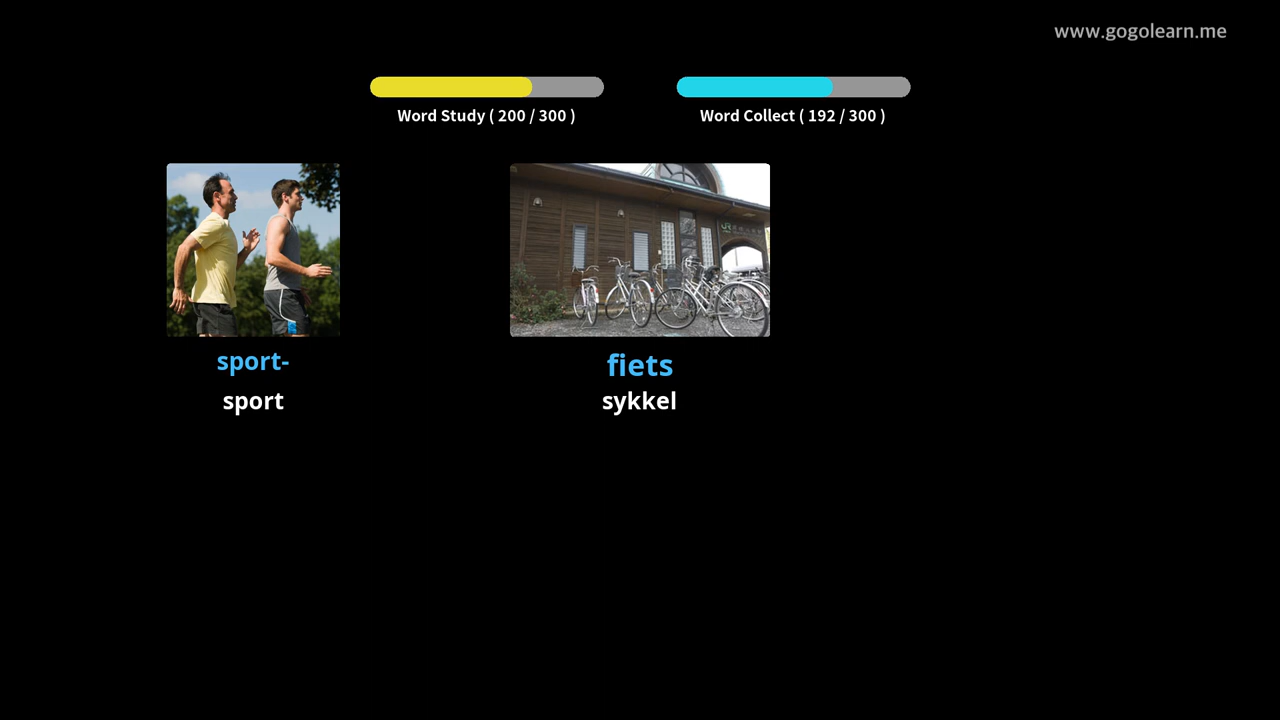 www.gogolearn.me
Word Study ( 200 / 300 )
Word Collect ( 192 / 300 )
sport-
sport
fiets
sykkel